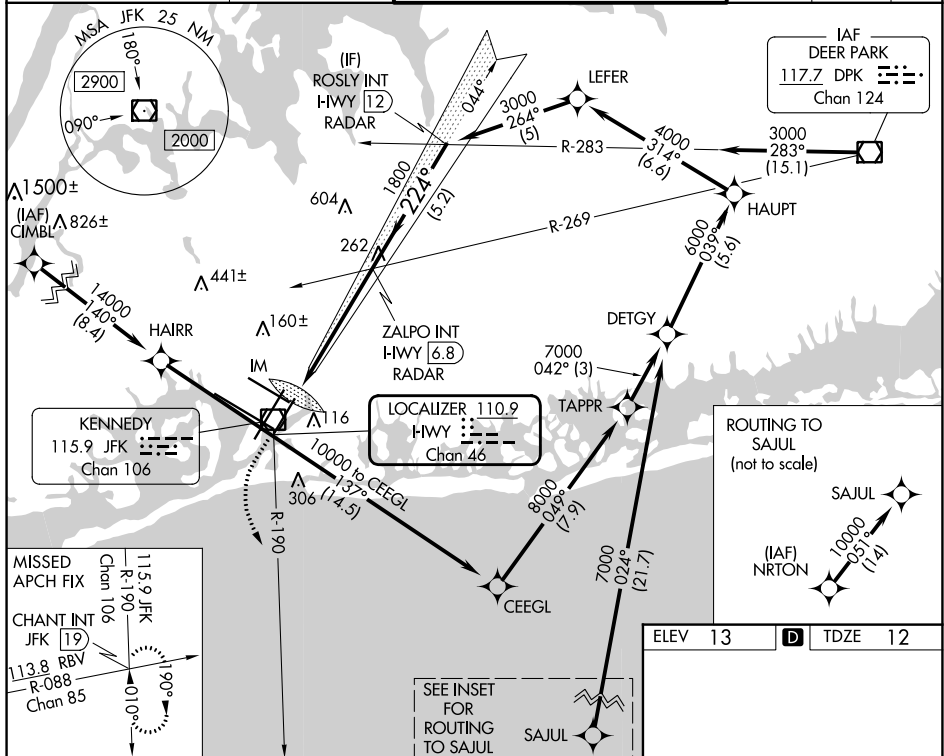 MSA JFK 25 NM
180°
2900
090°
2000
(IF)
ROSLY INT
I-IWY 12
RADAR
044°
LEFER
3000
264°
(5)
IAF
DEER PARK
117.7 DPK
Chan 124
R-283
4000
314°
(6.6)
3000
283°
(15.1)
1500±
(IAF)
CIMBL
826±
604
1800
224°
(5.2)
HAUPT
R-269
262
441±
6000
039°
(5.6)
14000
140°
(8.4)
HAIRR
160±
ZALPO INT
I-IWY 6.8
RADAR
DETGY
7000
042° (3)
IM
TAPPR
KENNEDY
115.9 JFK
Chan 106
116
LOCALIZER 110.9
I-IWY
Chan 46
ROUTING TO
SAJUL
(not to scale)
10000 to CEEGL
137°
(14.5)
306
R-190
8000
049°
(7.9)
SAJUL
10000
051°
(14)
(IAF)
NRTON
7000
024°
(21.7)
CEEGL
MISSED
APCH FIX
115.9 JFK
R-190
Chan 106
CHANT INT
JFK 19
113.8 RBV
R-088
Chan 85
190°
010°
SEE INSET
FOR
ROUTING
TO SAJUL
SAJUL
ELEV 13 D TDZE 12